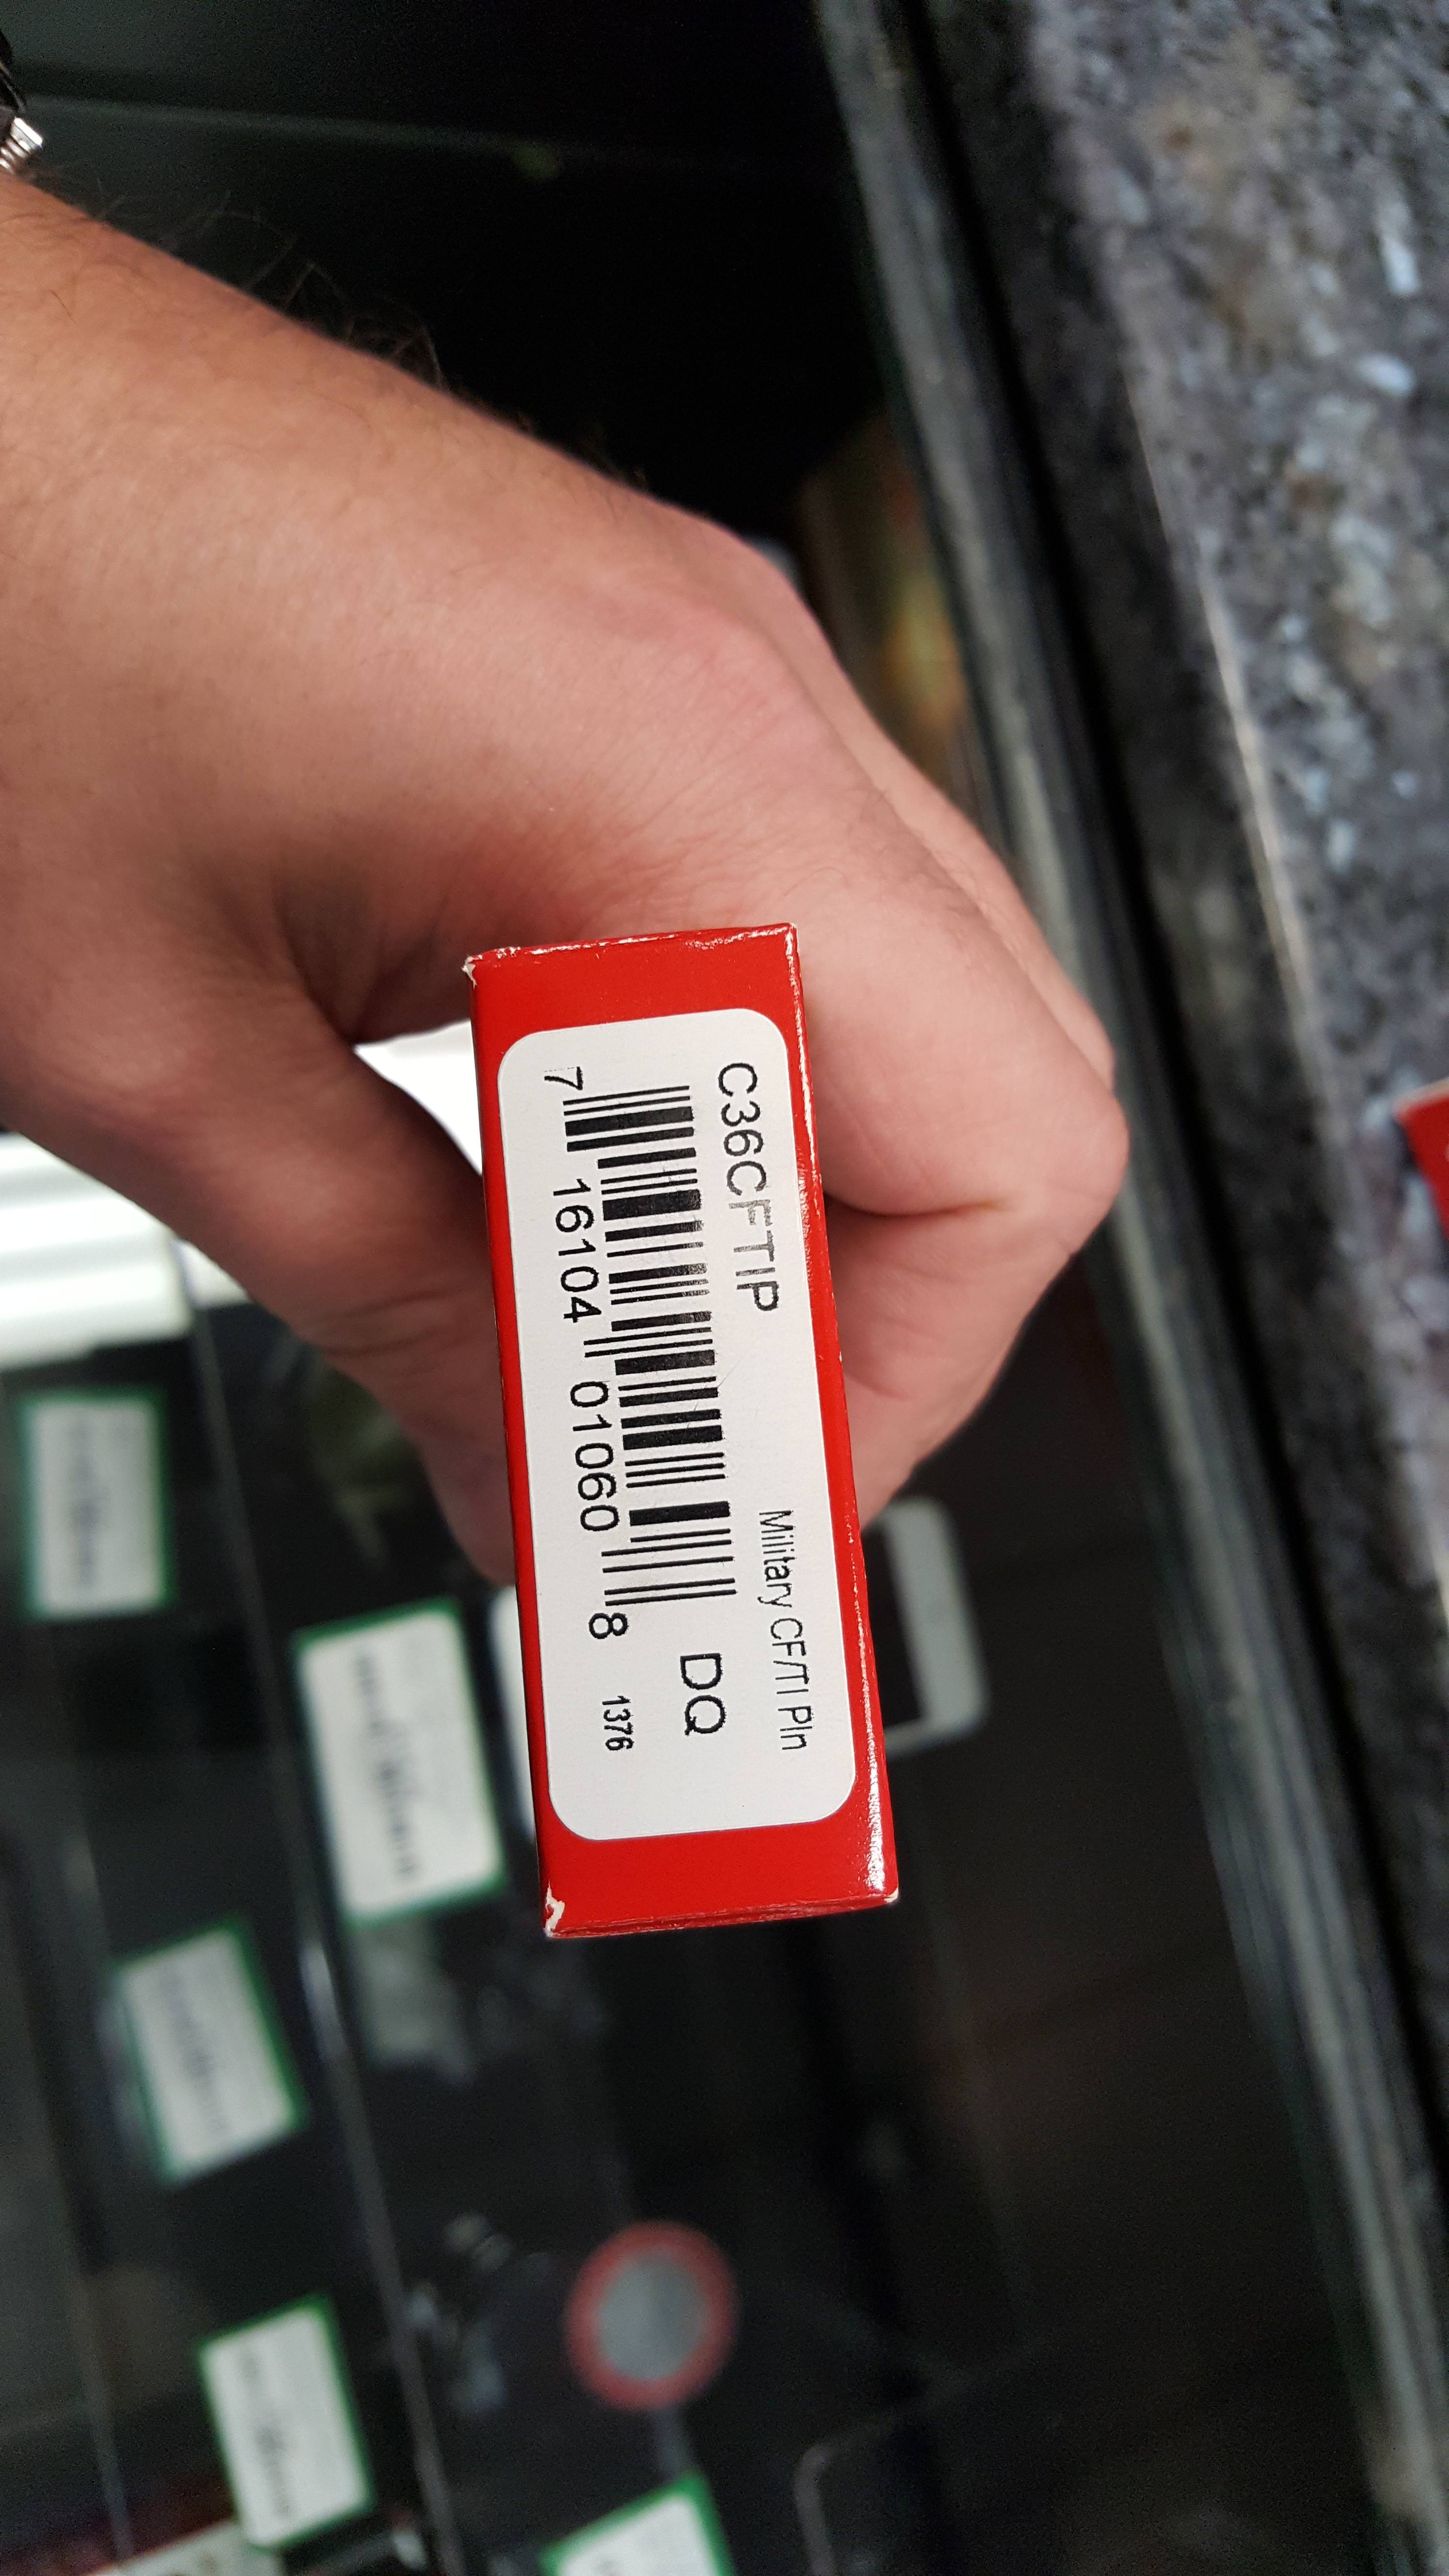 C36CFTIP
Military CF/TI Pln
DQ
7 16104 01060 8
1376